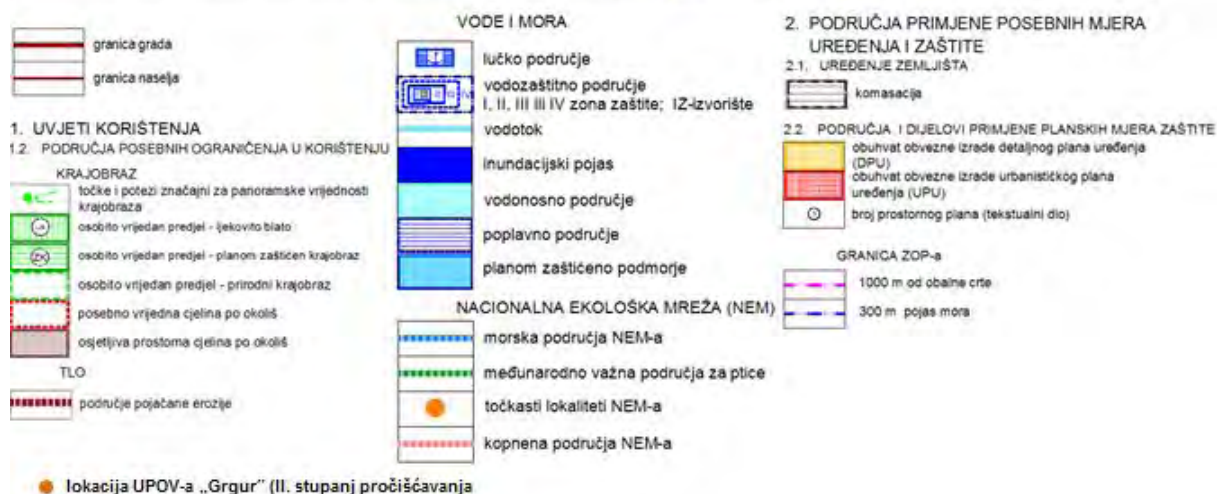 granica grada
granica naselja
1. UVJETI KORIŠTENJA
1.2. PODRUČJA POSEBNIH OGRANIČENJA U KORIŠTENJU
KRAJOBRAZ
točke i potezi značajni za panoramske vrijednosti
krajobraza
osobito vrijedan predjel - ljekovito blato
osobito vrijedan predjel - planom zaštićen krajobraz
osobito vrijedan predjel - prirodni krajobraz
posebno vrijedna cjelina po okoliš
osjetljiva prostorna cjelina po okoliš
TLO
područje pojačane erozije
lokacija UPOV-a „Grgur” (II. stupanj pročišćavanja
VODE I MORA
lučko područje
vodozaštitno područje
I, II, III iii IV zona zaštite; IZ-izvorište
vodotok
inundacijski pojas
vodonosno područje
poplavno područje
planom zaštićeno podmorje
NACIONALNA EKOLOŠKA MREŽA (NEM)
morska područja NEM-a
međunarodno važna područja za ptice
točkasti lokaliteti NEM-a
kopnena područja NEM-a
2. PODRUČJA PRIMJENE POSEBNIH MJERA
UREĐENJA I ZAŠTITE
2.1. UREĐENJE ZEMLJIŠTA
komasacija
2.2. PODRUČJA I DIJELOVI PRIMJENE PLANSKIH MJERA ZAŠTITE
obuhvat obvezne izrade detaljnog plana uređenja
(DPU)
obuhvat obvezne izrade urbanističkog plana
uređenja (UPU)
broj prostornog plana (tekstualni dio)
GRANICA ZOP-a
1000 m od obalne crte
300 m pojas mora